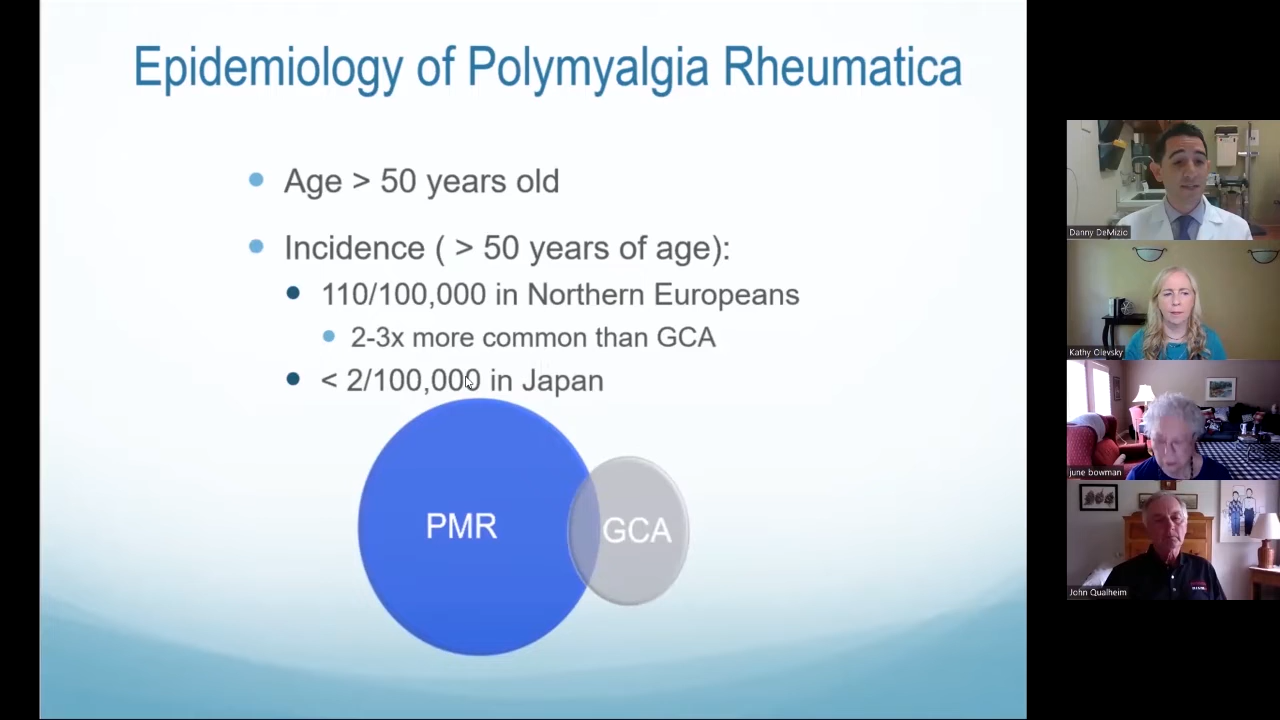 Epidemiology of Polymyalgia Rheumatica
Age > 50 years old
Incidence ( > 50 years of age):
110/100,000 in Northern Europeans
2-3x more common than GCA
< 2/100,000 in Japan
PMR
GCA
Danny DeMizio
Kathy Olevsky
june bowman
John Qualheim